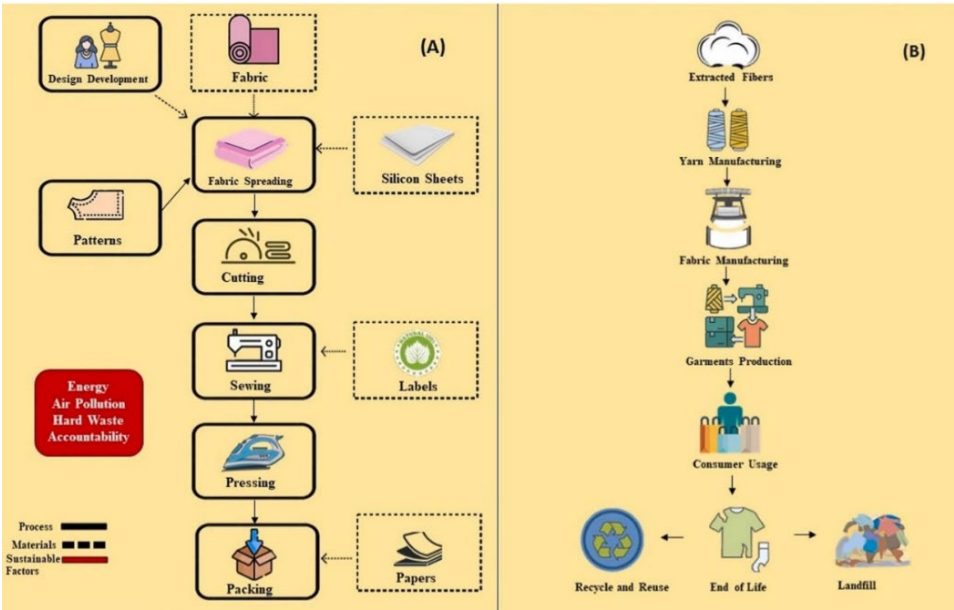 (A)
Design Development
Fabric
Fabric Spreading
Silicon Sheets
Patterns
Cutting
NATURAL
Sewing
Labels
Energy
Air Pollution
Hard Waste
Accountability
Pressing
Process
Materials
Sustainable
Factors
Packing
Papers
(B)
Extracted Fibers
Yarn Manufacturing
Fabric Manufacturing
Garments Production
Consumer Usage
Recycle and Reuse
End of Life
Landfill